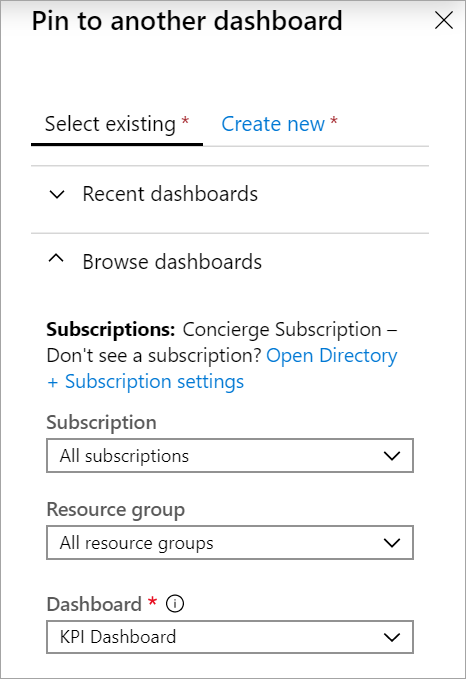 Pin to another dashboard
Select existing * Create new *
Recent dashboards
Browse dashboards
Subscriptions: Concierge Subscription –
Don't see a subscription? Open Directory
+ Subscription settings
Subscription
All subscriptions
Resource group
All resource groups
Dashboard *
KPI Dashboard